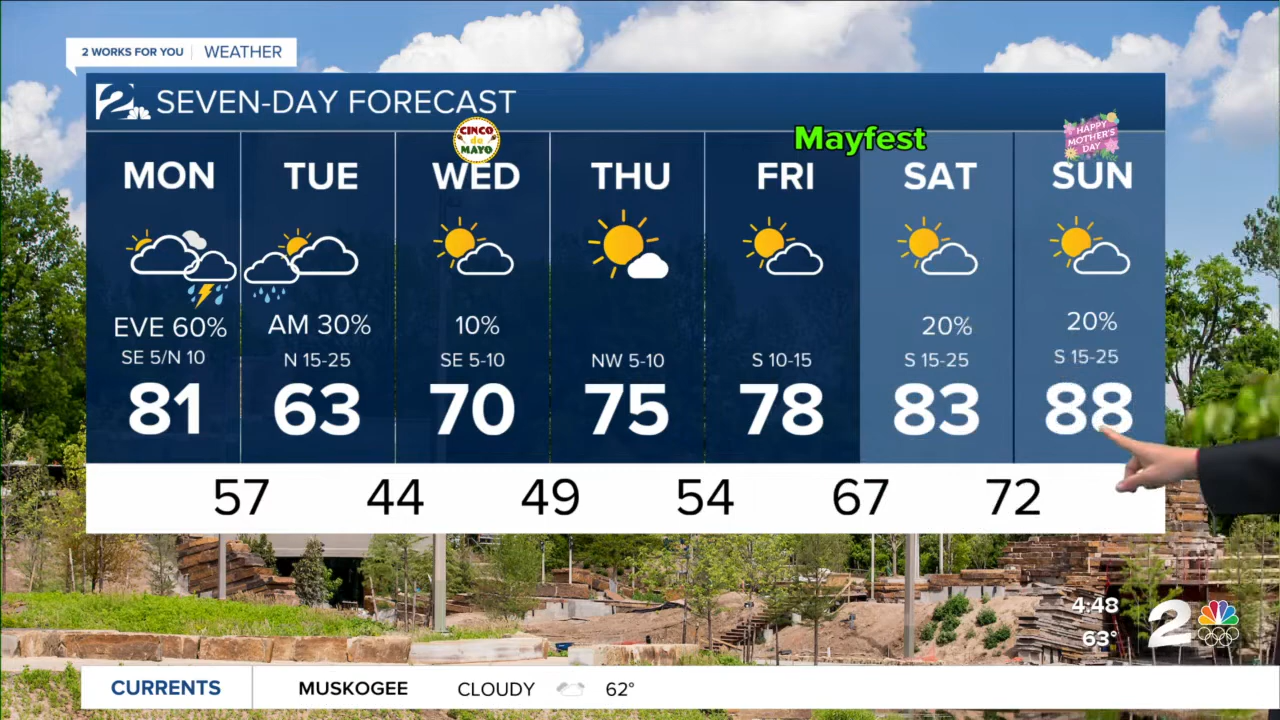 2 WORKS FOR YOU | WEATHER
2 SEVEN-DAY FORECAST
CINCO
de
MAYO
Mayfest
HAPPY
MOTHER'S
DAY
MON TUE WED THU FRI SAT SUN
EVE 60% AM 30% 10% 20% 20%
SE 5/N 10 N 15-25 SE 5-10 NW 5-10 S 10-15 S 15-25 S 15-25
81 63 70 75 78 83 88
57 44 49 54 67 72
4:48
63°
2
CURRENTS MUSKOGEE CLOUDY 62°